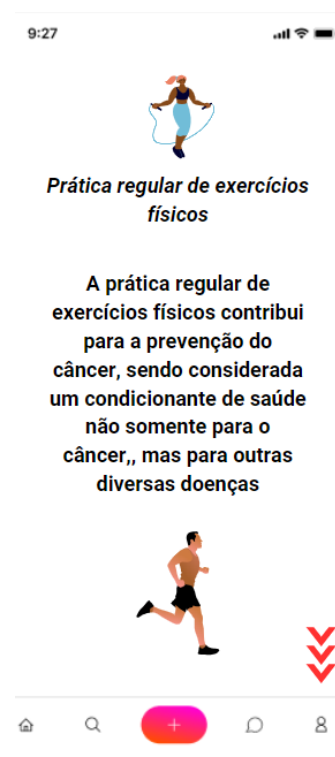 9:27
Prática regular de exercícios
físicos
A prática regular de
exercícios físicos contribui
para a prevenção do
câncer, sendo considerada
um condicionante de saúde
não somente para o
câncer,, mas para outras
diversas doenças